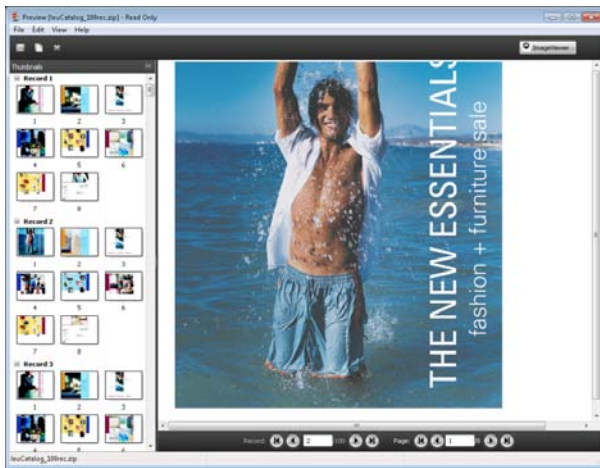 Preview [leuCatalog_100rec.zip] - Read Only
File Edit View Help
ImageViewer
Thumbnails
Record 1
1 2 3
4 5 6
7 8
Record 2
1 2 3
4 5 6
7 8
Record 3
1 2 3
THE NEW ESSENTIALS
fashion + furniture sale
Record: 2 /100 Page: 1 /8
leuCatalog_100rec.zip